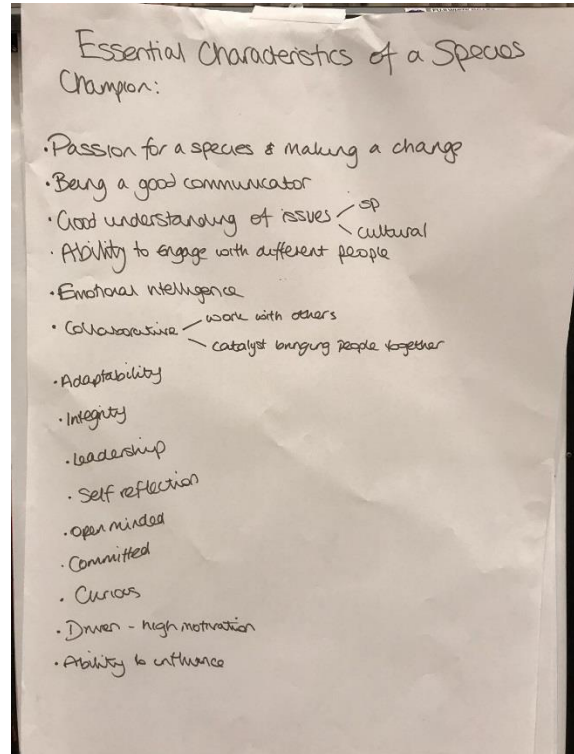 Essential Characteristics of a Species
Champion:
• Passion for a species & making a change
• Being a good communicator
• Good understanding of issues sp
cultural
• Ability to engage with different people
• Emotional intelligence
• Collaborative work with others
catalyst bringing people together
• Adaptability
• Integrity
• Leadership
• Self reflection
• Open minded
• Committed
• Curious
• Driven - high motivation
• Ability to influence